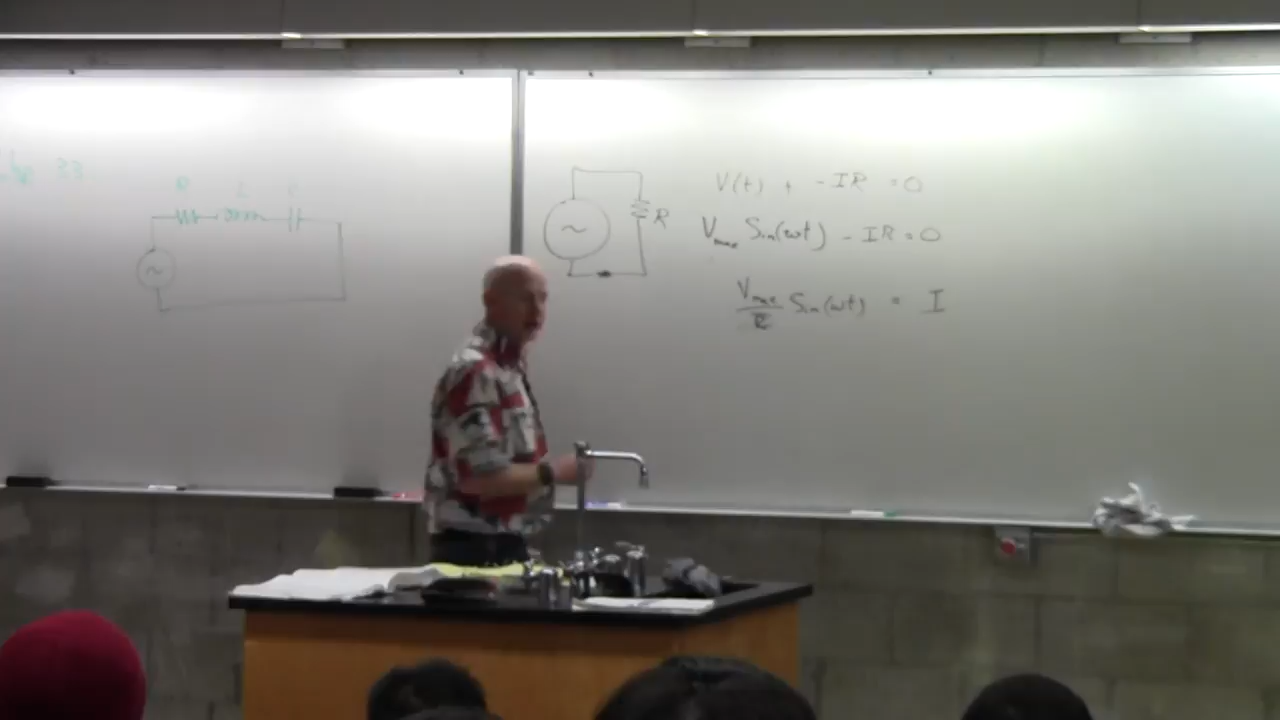 R L C
R
V(t) + -IR = 0
Vmax Sin(ωt) - IR = 0
Vmax/R Sin(ωt) = I